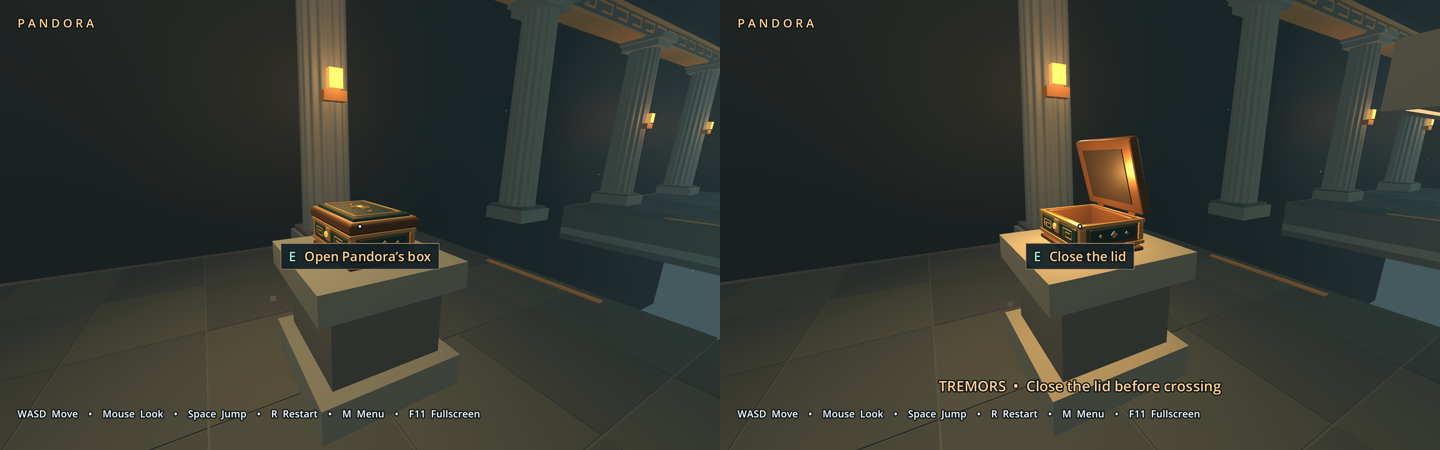 PANDORA
E Open Pandora's box
WASD Move • Mouse Look • Space Jump • R Restart • M Menu • F11 Fullscreen
PANDORA
E Close the lid
TREMORS • Close the lid before crossing
WASD Move • Mouse Look • Space Jump • R Restart • M Menu • F11 Fullscreen